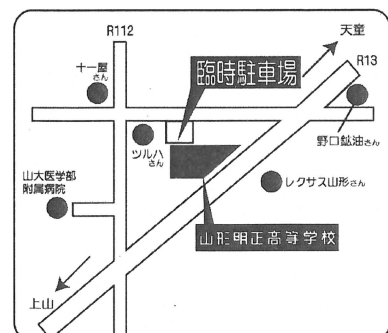 R112
天童
十一屋
さん
臨時駐車場
R13
ツルハ
さん
野口鉱油さん
山大医学部
附属病院
レクサス山形さん
山形明正高等学校
上山